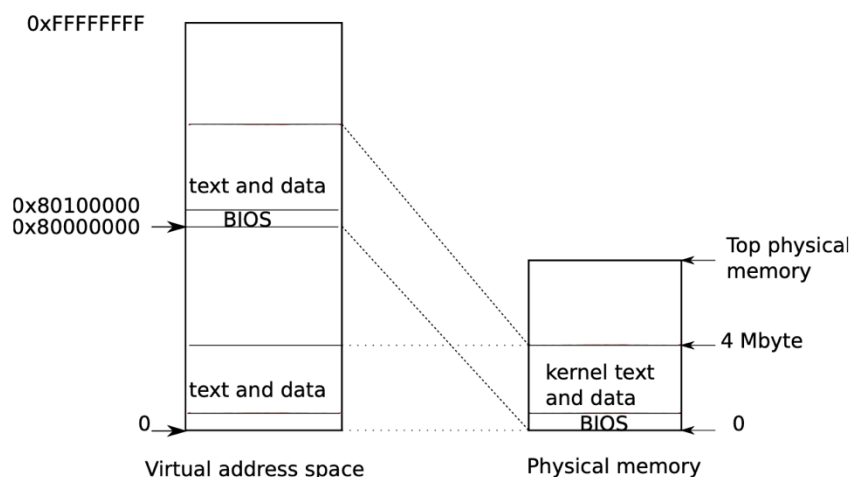 0xFFFFFFFF
text and data
0x80100000
BIOS
0x80000000
Top physical
memory
4 Mbyte
kernel text
and data
text and data
BIOS
0
0
Virtual address space
Physical memory